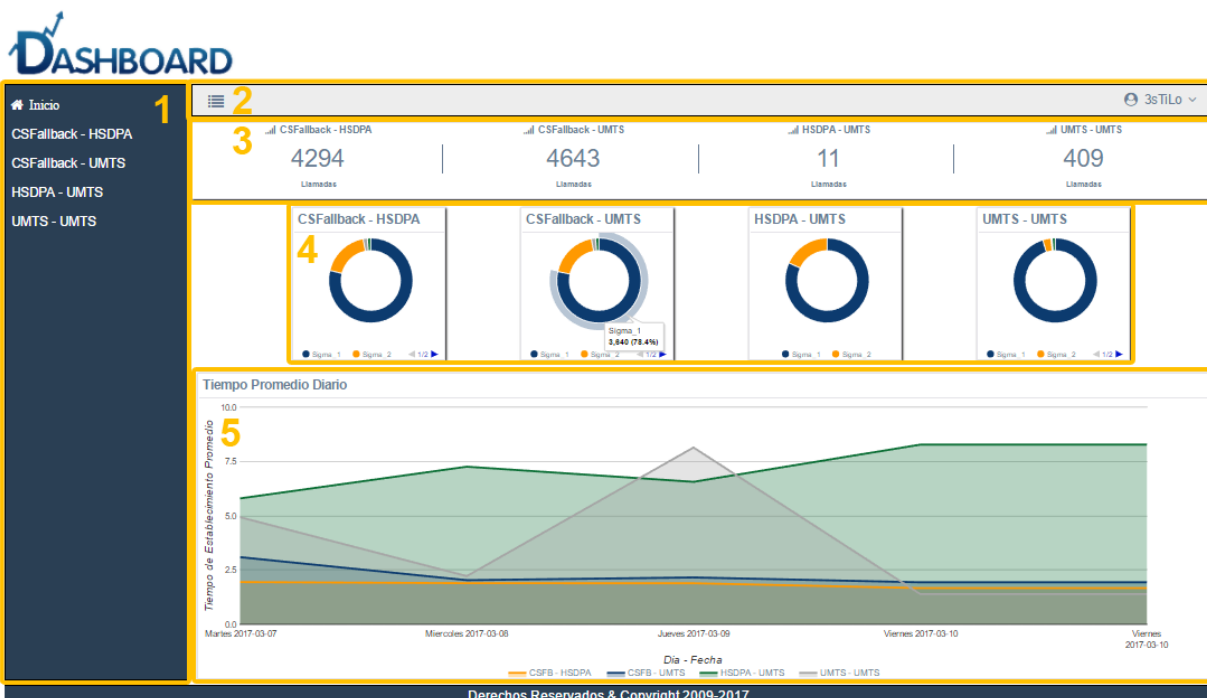 DASHBOARD
Inicio
1
CSFallback - HSDPA
CSFallback - UMTS
HSDPA - UMTS
UMTS - UMTS
2
3sTiLo
3
CSFallback - HSDPA
4294
Llamadas
CSFallback - UMTS
4643
Llamadas
HSDPA - UMTS
11
Llamadas
UMTS - UMTS
409
Llamadas
4
CSFallback - HSDPA
Sigma_1
Sigma_2
1/2
CSFallback - UMTS
Sigma_1
3,640 (78.4%)
Sigma_1
Sigma_2
1/2
HSDPA - UMTS
Sigma_1
Sigma_2
UMTS - UMTS
Sigma_1
Sigma_2
1/2
Tiempo Promedio Diario
5
Tiempo de Establecimiento Promedio
10.0
7.5
5.0
2.5
0.0
Martes 2017-03-07
Miercoles 2017-03-08
Jueves 2017-03-09
Viernes 2017-03-10
Viernes
2017-03-10
Dia - Fecha
CSFB - HSDPA
CSFB - UMTS
HSDPA - UMTS
UMTS - UMTS
Derechos Reservados & Copyright 2009-2017